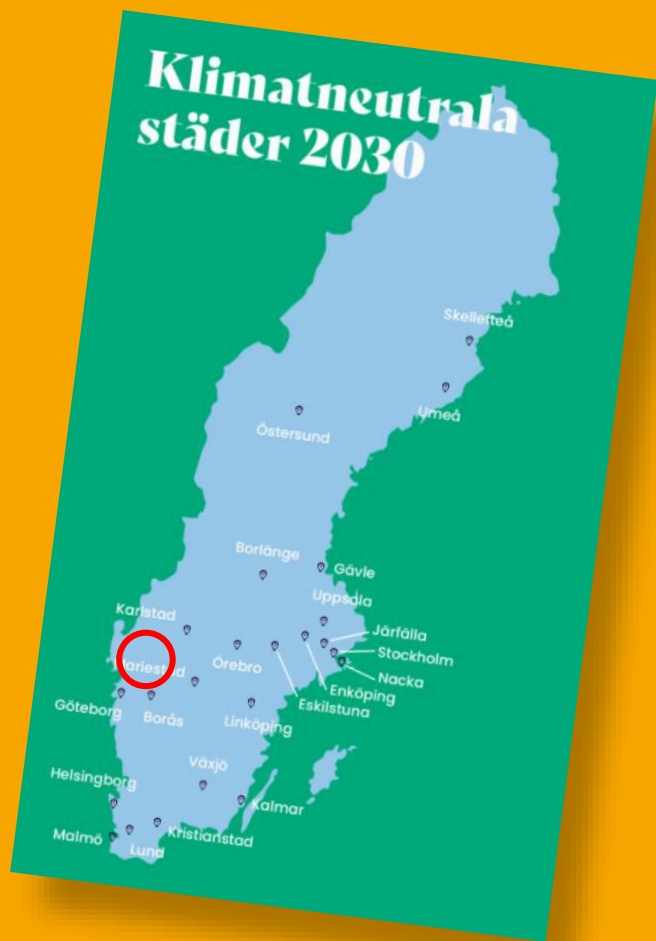 Klimatneutrala
städer 2030
Skellefteå
Umeå
Östersund
Borlänge
Gävle
Uppsala
Karlstad
Järfälla
Stockholm
Nacka
Örebro
Mariestad
Enköping
Eskilstuna
Göteborg
Borås
Linköping
Växjö
Helsingborg
Kalmar
Kristianstad
Malmö
Lund